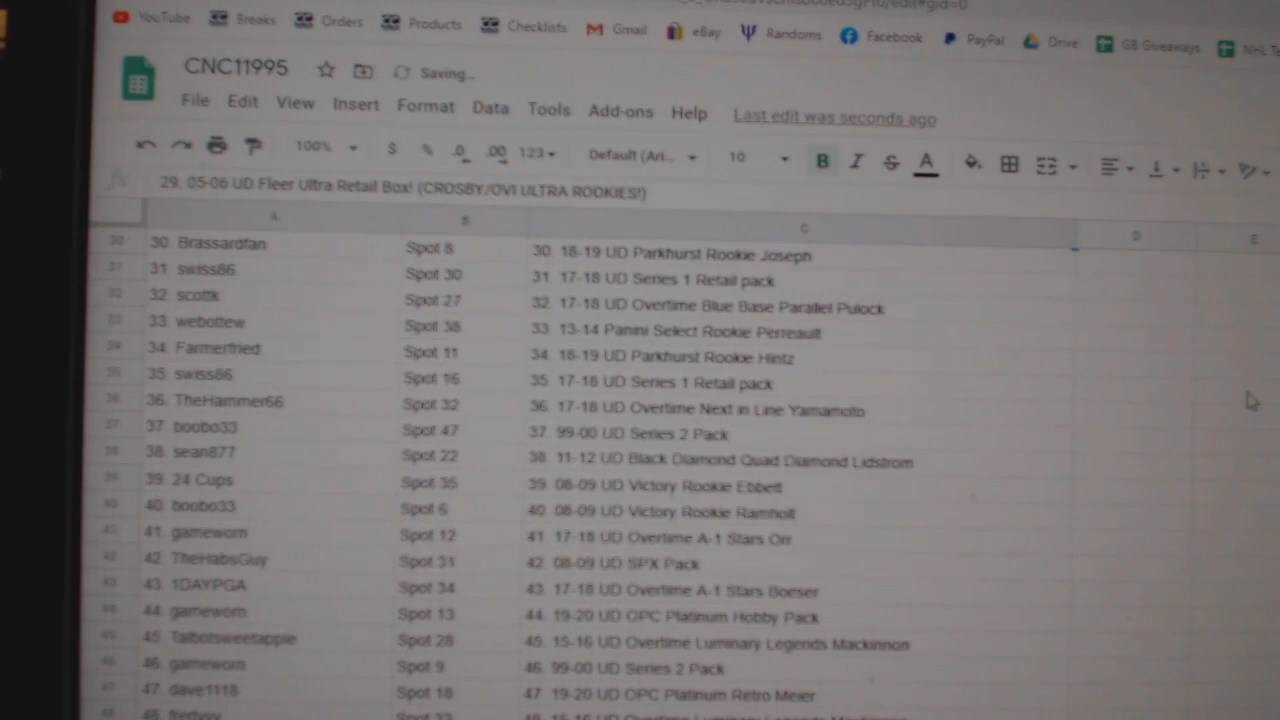 YouTube Breaks Orders Products Checklists Gmail eBay Randoms Facebook PayPal Drive GB Giveaways
CNC11995 Saving...
File Edit View Insert Format Data Tools Add-ons Help Last edit was seconds ago
100% $ % .0 .00 123 Default (Ari... 10 B I S A
29. 05-06 UD Fleer Ultra Retail Box! (CROSBY/OVI ULTRA ROOKIES!)
A B C D E
30. Brassardfan Spot 8 30. 18-19 UD Parkhurst Rookie Joseph
31. swiss86 Spot 30 31. 17-18 UD Series 1 Retail pack
32. scottk Spot 27 32. 17-18 UD Overtime Blue Base Parallel Pulock
33. webottew Spot 38 33. 13-14 Panini Select Rookie Perreault
34. Farmerfried Spot 11 34. 18-19 UD Parkhurst Rookie Hintz
35. swiss86 Spot 16 35. 17-18 UD Series 1 Retail pack
36. TheHammer66 Spot 32 36. 17-18 UD Overtime Next in Line Yamamoto
37. boobo33 Spot 47 37. 99-00 UD Series 2 Pack
38. sean877 Spot 22 38. 11-12 UD Black Diamond Quad Diamond Lidstrom
39. 24 Cups Spot 35 39. 08-09 UD Victory Rookie Ebbett
40. boobo33 Spot 6 40. 08-09 UD Victory Rookie Ramholt
41. gameworn Spot 12 41. 17-18 UD Overtime A-1 Stars Orr
42. TheHabsGuy Spot 31 42. 08-09 UD SPX Pack
43. 1DAYPGA Spot 34 43. 17-18 UD Overtime A-1 Stars Boeser
44. gameworn Spot 13 44. 19-20 UD OPC Platinum Hobby Pack
45. Talbotsweetapple Spot 28 45. 15-16 UD Overtime Luminary Legends Mackinnon
46. gameworn Spot 9 46. 99-00 UD Series 2 Pack
47. dave1118 Spot 18 47. 19-20 UD OPC Platinum Retro Meier